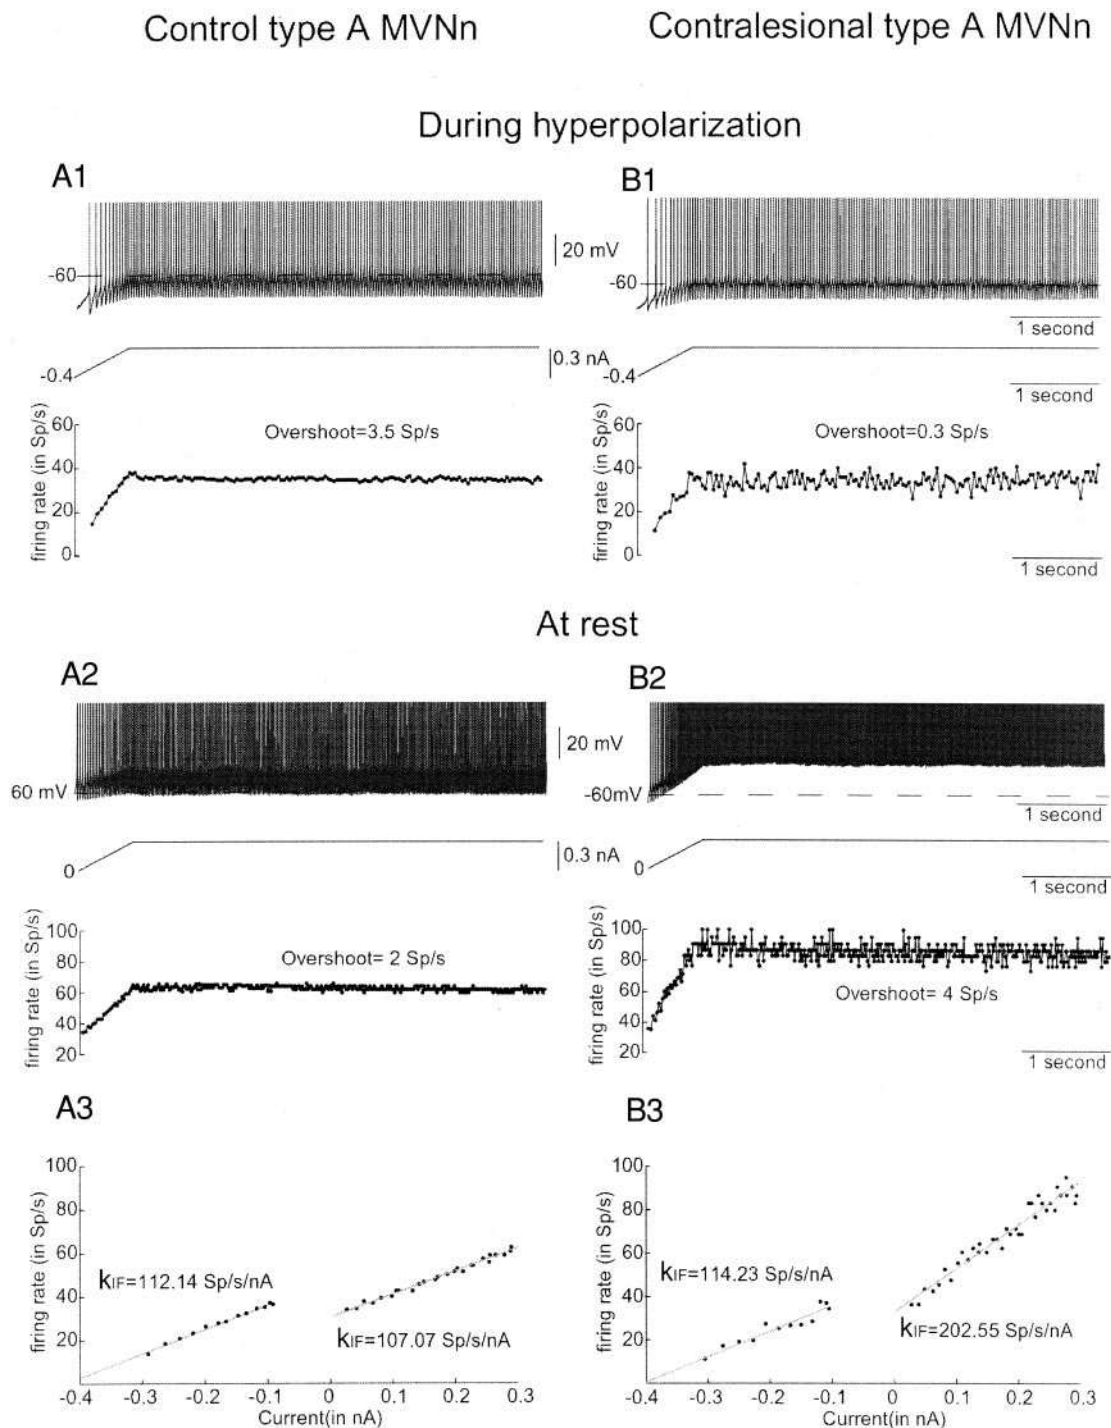 Control type A MVNn
Contralesional type A MVNn
During hyperpolarization
A1
B1
-60
20 mV
-60
1 second
-0.4
0.3 nA
-0.4
1 second
firing rate (in Sp/s)
60
40
20
0
Overshoot=3.5 Sp/s
firing rate (in Sp/s)
60
40
20
0
Overshoot=0.3 Sp/s
1 second
At rest
A2
B2
60 mV
20 mV
-60mV
1 second
0
0.3 nA
0
1 second
firing rate (in Sp/s)
100
80
60
40
20
Overshoot= 2 Sp/s
firing rate (in Sp/s)
100
80
60
40
20
Overshoot= 4 Sp/s
1 second
A3
B3
firing rate (in Sp/s)
100
80
60
40
20
kIF=112.14 Sp/s/nA
kIF=107.07 Sp/s/nA
-0.4 -0.3 -0.2 -0.1 0 0.1 0.2 0.3
Current(in nA)
firing rate (in Sp/s)
100
80
60
40
20
kIF=114.23 Sp/s/nA
kIF=202.55 Sp/s/nA
-0.4 -0.3 -0.2 -0.1 0 0.1 0.2 0.3
Current(in nA)